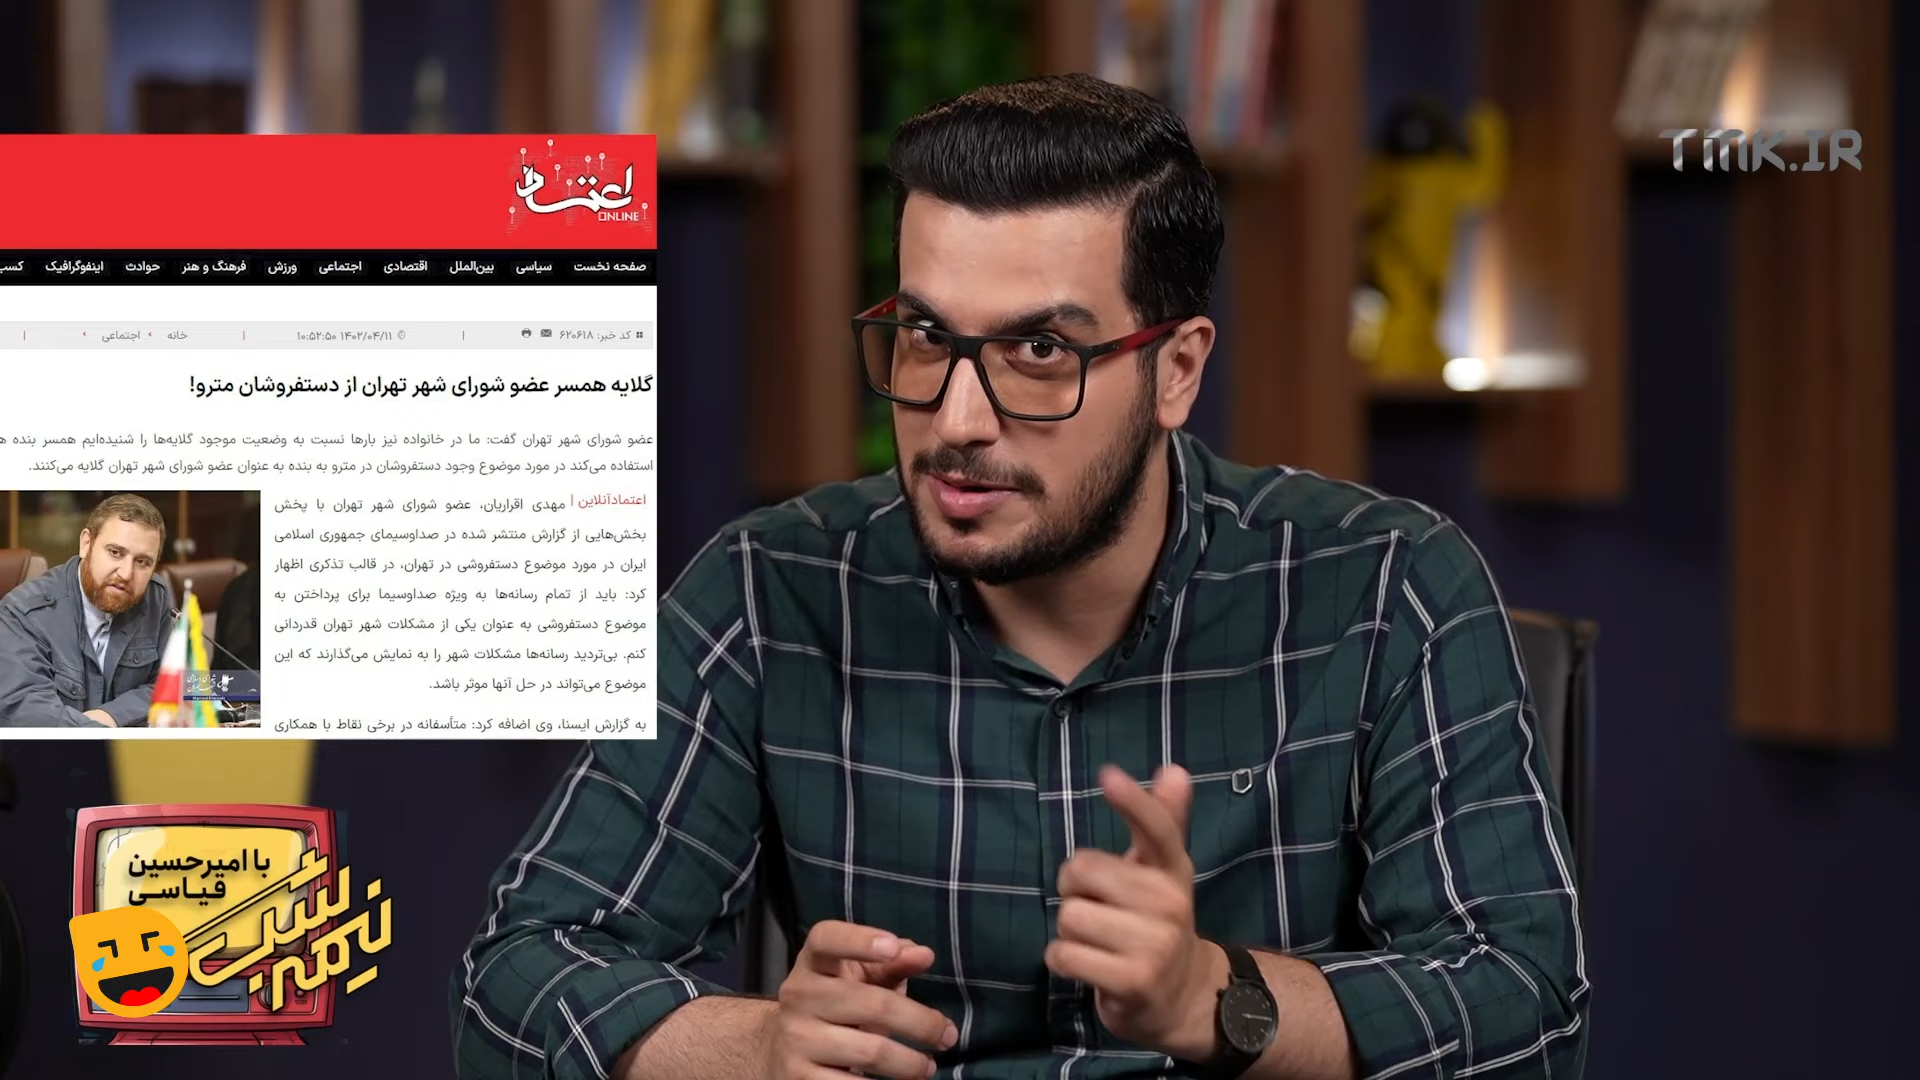 TMK.IR
اعتماد
ONLINE
صفحه نخست سیاسی بین‌الملل اقتصادی اجتماعی ورزش فرهنگ و هنر حوادث اینفوگرافیک کسب
کد خبر: ۶۲۰۶۱۸ | ۱۴۰۲/۰۴/۱۱ ۱۰:۵۲:۵۰ | خانه › اجتماعی › |
گلایه همسر عضو شورای شهر تهران از دستفروشان مترو!
عضو شورای شهر تهران گفت: ما در خانواده نیز بارها نسبت به وضعیت موجود گلایه‌ها را شنیده‌ایم همسر بنده
استفاده می‌کند در مورد موضوع وجود دستفروشان در مترو به بنده به عنوان عضو شورای شهر تهران گلایه می‌کنند.
اعتمادآنلاین | مهدی اقراریان، عضو شورای شهر تهران با پخش
بخش‌هایی از گزارش منتشر شده در صداوسیمای جمهوری اسلامی
ایران در مورد موضوع دستفروشی در تهران، در قالب تذکری اظهار
کرد: باید از تمام رسانه‌ها به ویژه صداوسیما برای پرداختن به
موضوع دستفروشی به عنوان یکی از مشکلات شهر تهران قدردانی
کنم. بی‌تردید رسانه‌ها مشکلات شهر را به نمایش می‌گذارند که این
موضوع می‌تواند در حل آنها موثر باشد.
به گزارش ایسنا، وی اضافه کرد: متأسفانه در برخی نقاط با همکاری
با امیرحسین
قیاسی
نیمه‌شب